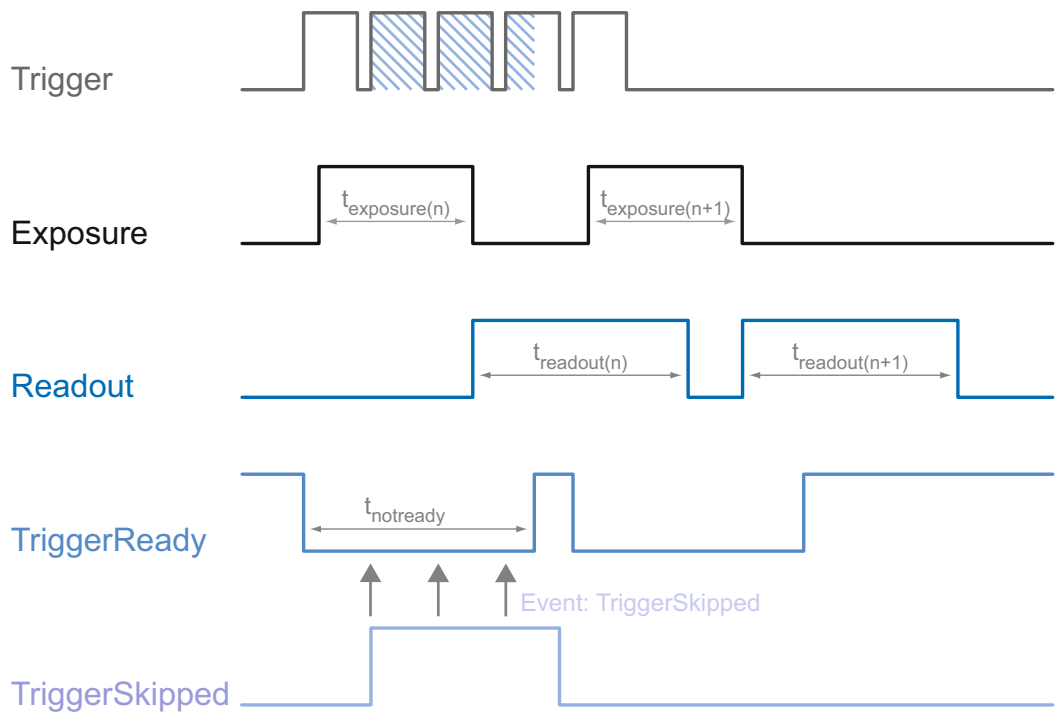 Trigger
Exposure
texposure(n)
texposure(n+1)
Readout
treadout(n)
treadout(n+1)
TriggerReady
tnotready
Event: TriggerSkipped
TriggerSkipped